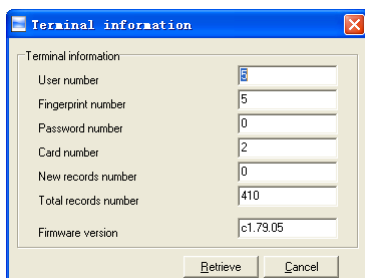 Terminal information
Terminal information
User number 5
Fingerprint number 5
Password number 0
Card number 2
New records number 0
Total records number 410
Firmware version c1.79.05
Retrieve Cancel